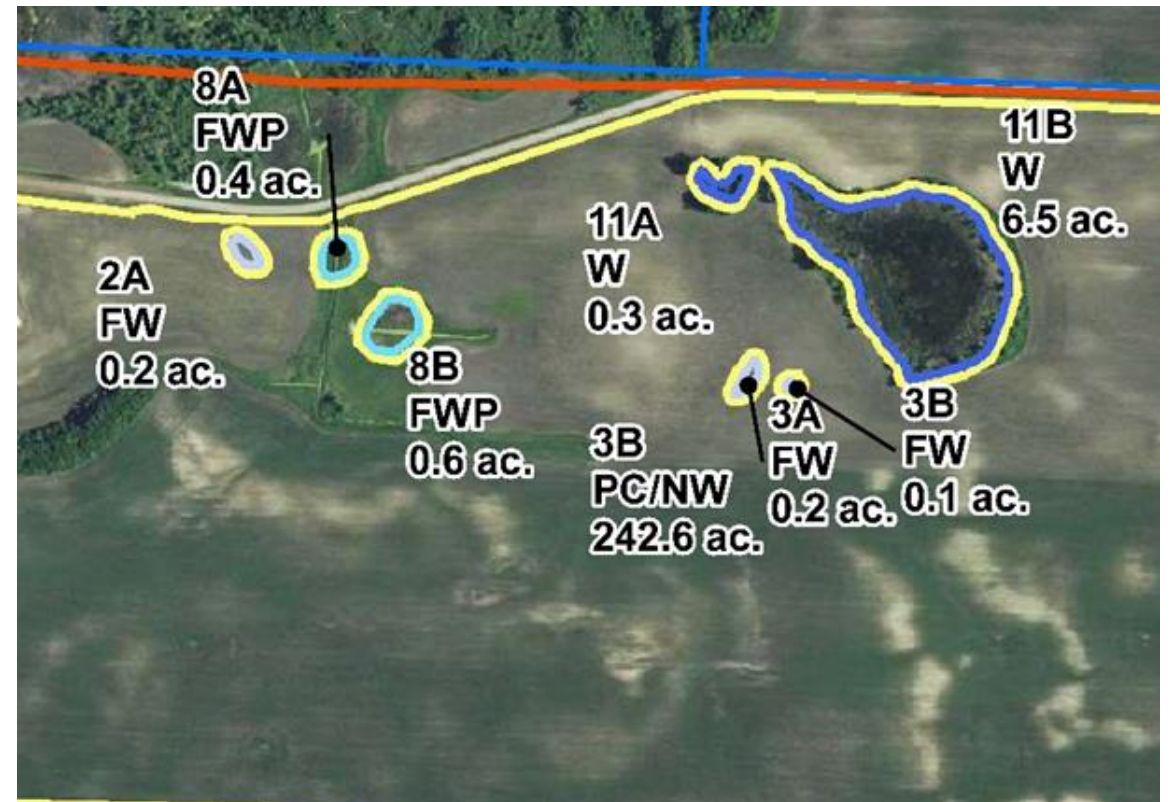 8A
FWP
0.4 ac.
11B
W
6.5 ac.
11A
W
0.3 ac.
2A
FW
0.2 ac.
8B
FWP
0.6 ac.
3B
PC/NW
242.6 ac.
3A
FW
0.2 ac.
3B
FW
0.1 ac.